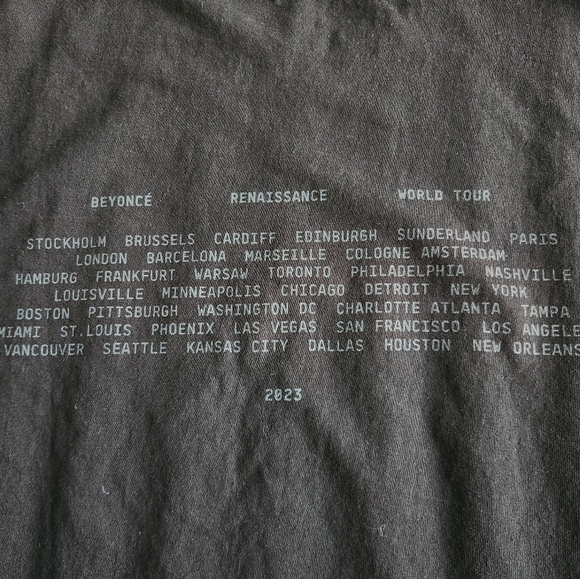 BEYONCÉ RENAISSANCE WORLD TOUR
STOCKHOLM BRUSSELS CARDIFF EDINBURGH SUNDERLAND PARIS
LONDON BARCELONA MARSEILLE COLOGNE AMSTERDAM
HAMBURG FRANKFURT WARSAW TORONTO PHILADELPHIA NASHVILLE
LOUISVILLE MINNEAPOLIS CHICAGO DETROIT NEW YORK
BOSTON PITTSBURGH WASHINGTON DC CHARLOTTE ATLANTA TAMPA
MIAMI ST.LOUIS PHOENIX LAS VEGAS SAN FRANCISCO LOS ANGELE
VANCOUVER SEATTLE KANSAS CITY DALLAS HOUSTON NEW ORLEANS
2023